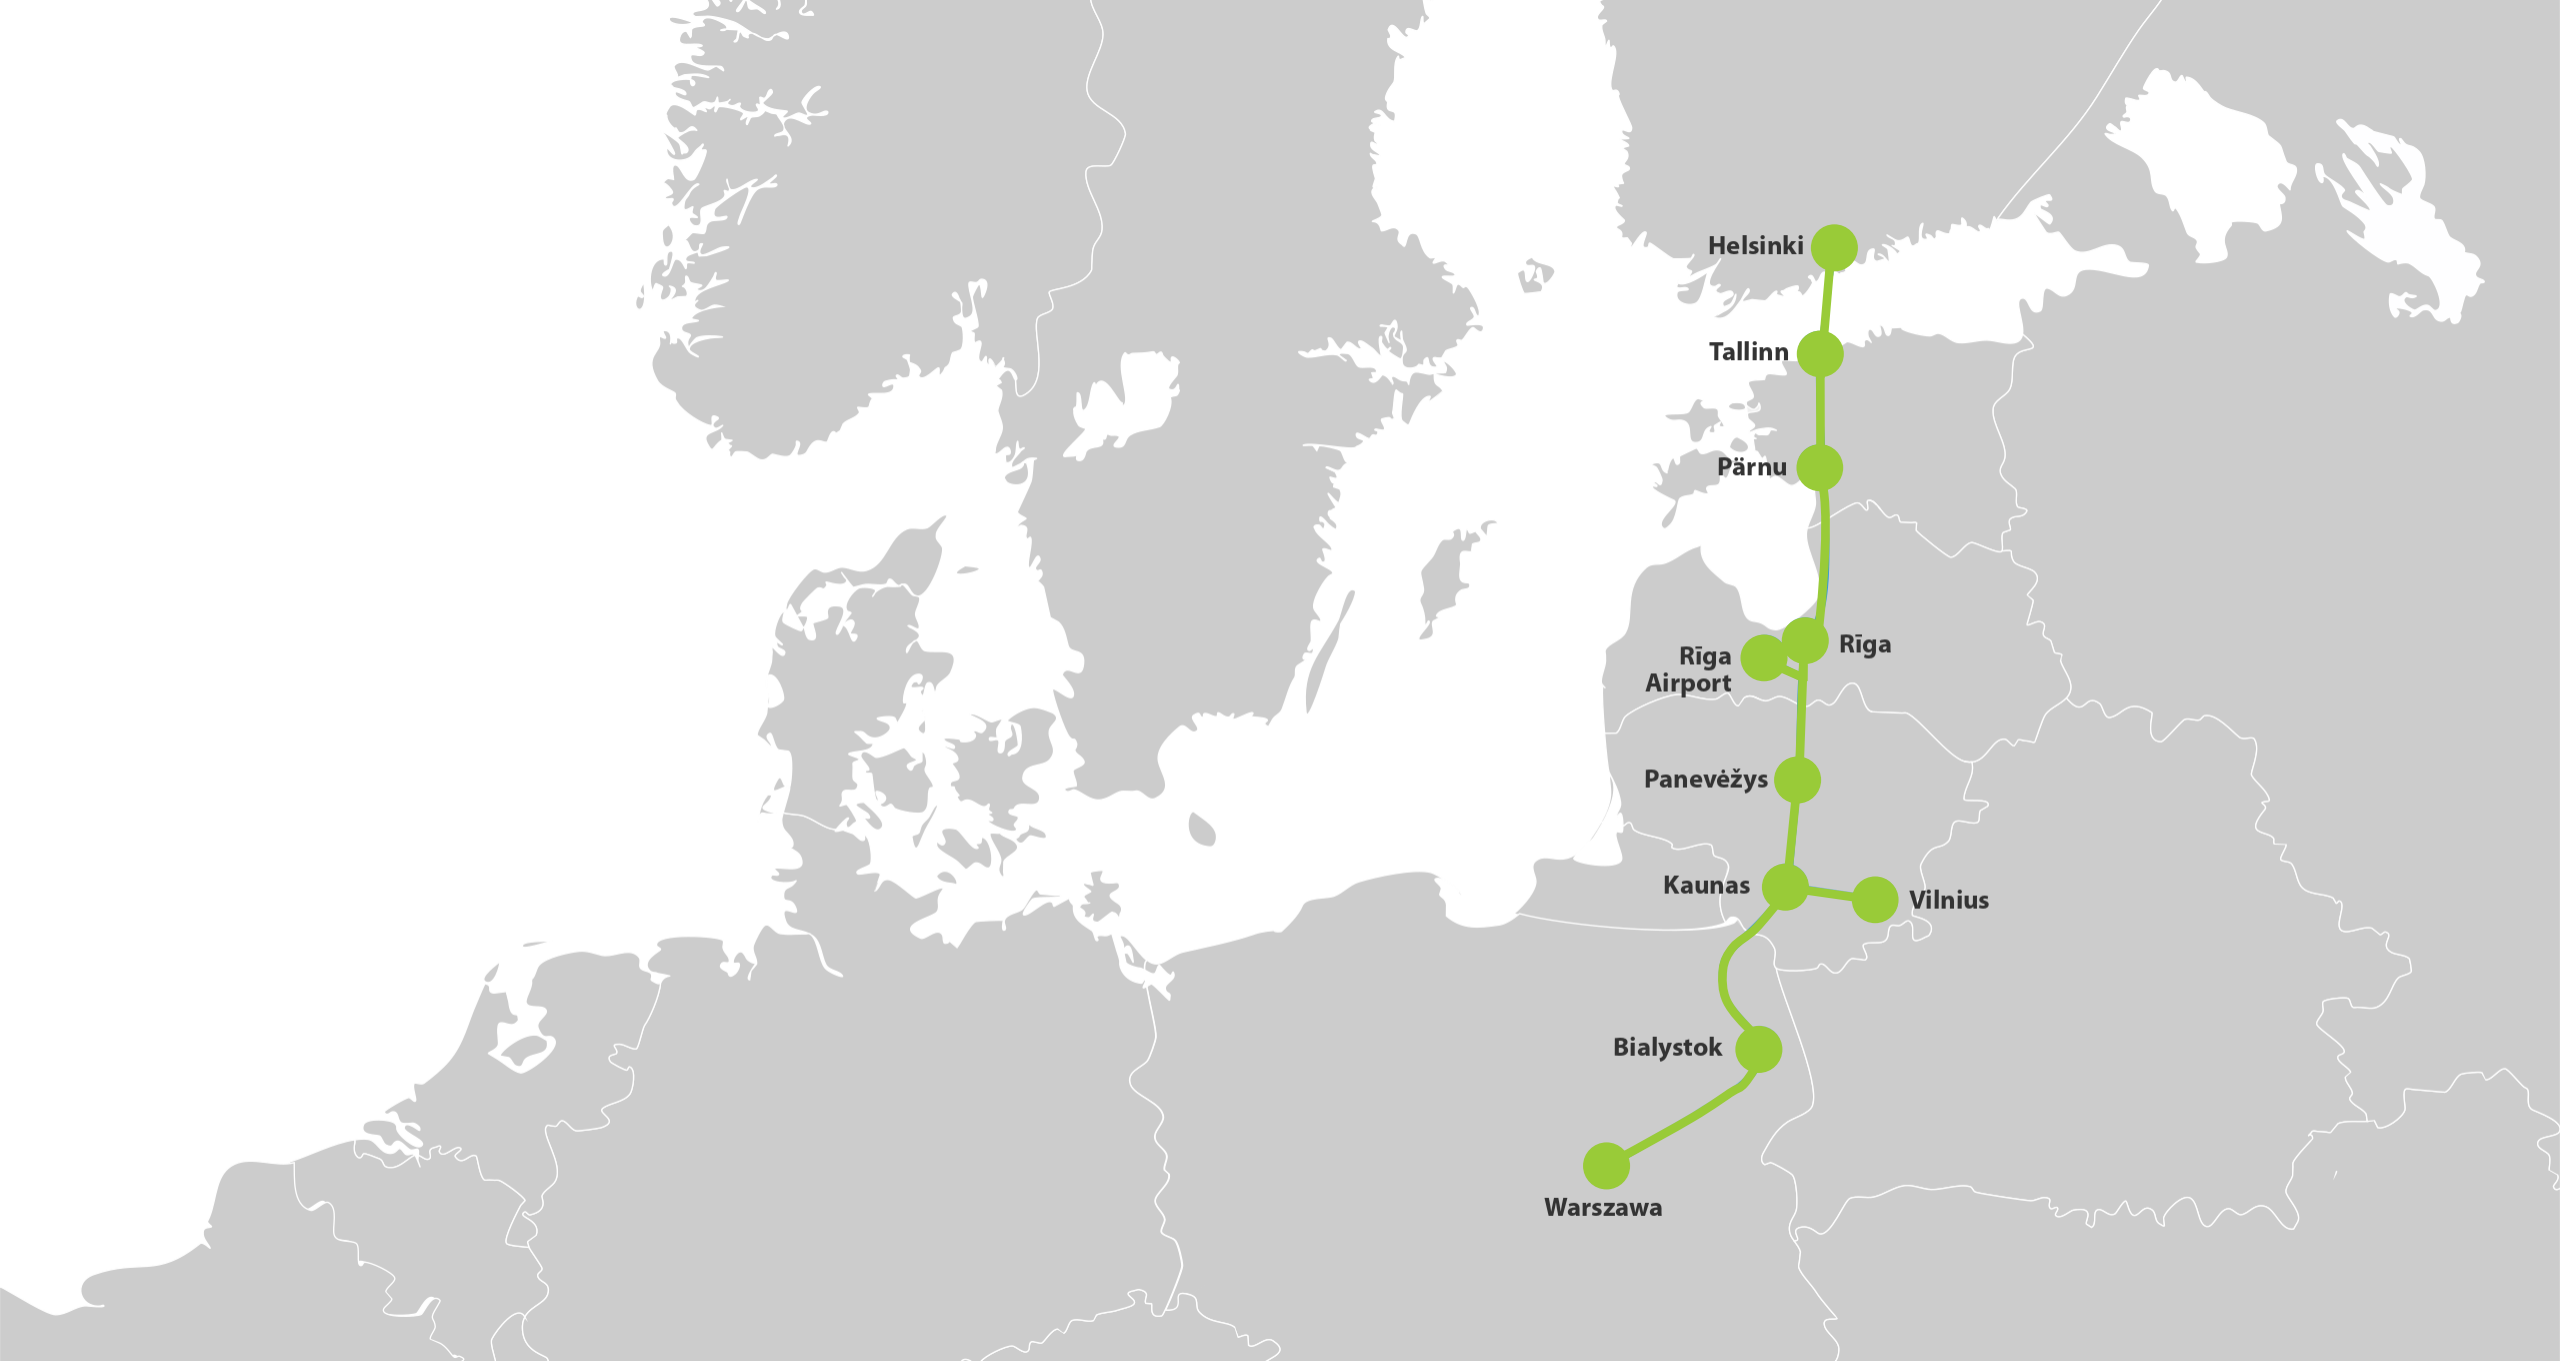 Helsinki
Tallinn
Pärnu
Rīga
Rīga
Airport
Panevėžys
Kaunas
Vilnius
Bialystok
Warszawa